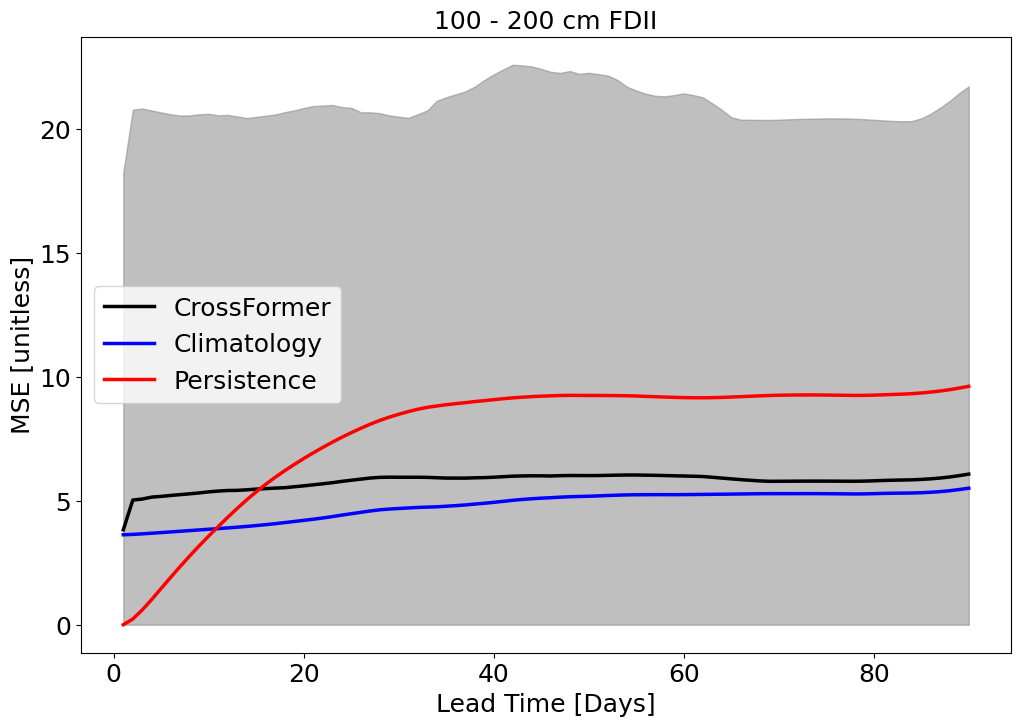 100 - 200 cm FDII
MSE [unitless]
20
15
10
5
0
CrossFormer
Climatology
Persistence
0 20 40 60 80
Lead Time [Days]